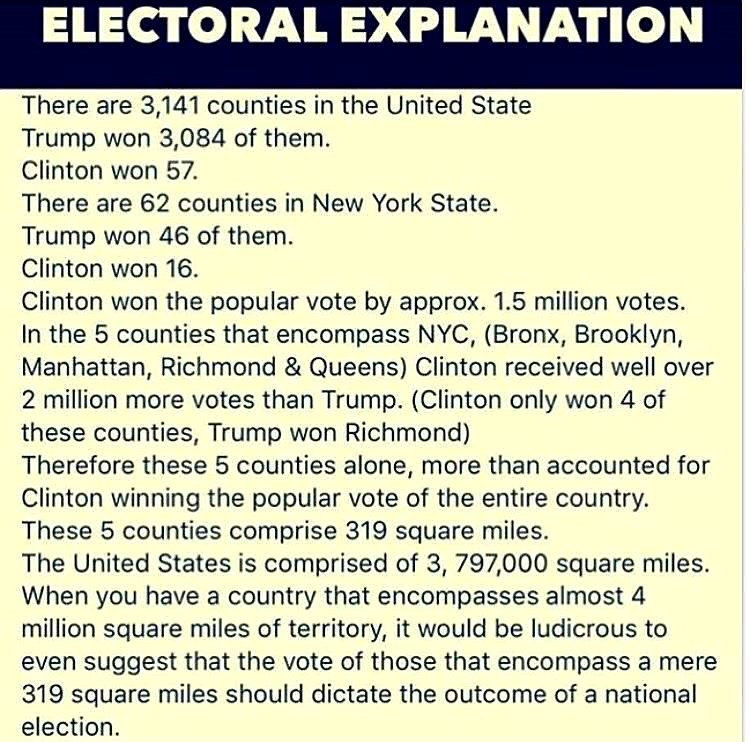 ELECTORAL EXPLANATION
There are 3,141 counties in the United State
Trump won 3,084 of them.
Clinton won 57.
There are 62 counties in New York State.
Trump won 46 of them.
Clinton won 16.
Clinton won the popular vote by approx. 1.5 million votes.
In the 5 counties that encompass NYC, (Bronx, Brooklyn,
Manhattan, Richmond & Queens) Clinton received well over
2 million more votes than Trump. (Clinton only won 4 of
these counties, Trump won Richmond)
Therefore these 5 counties alone, more than accounted for
Clinton winning the popular vote of the entire country.
These 5 counties comprise 319 square miles.
The United States is comprised of 3, 797,000 square miles.
When you have a country that encompasses almost 4
million square miles of territory, it would be ludicrous to
even suggest that the vote of those that encompass a mere
319 square miles should dictate the outcome of a national
election.